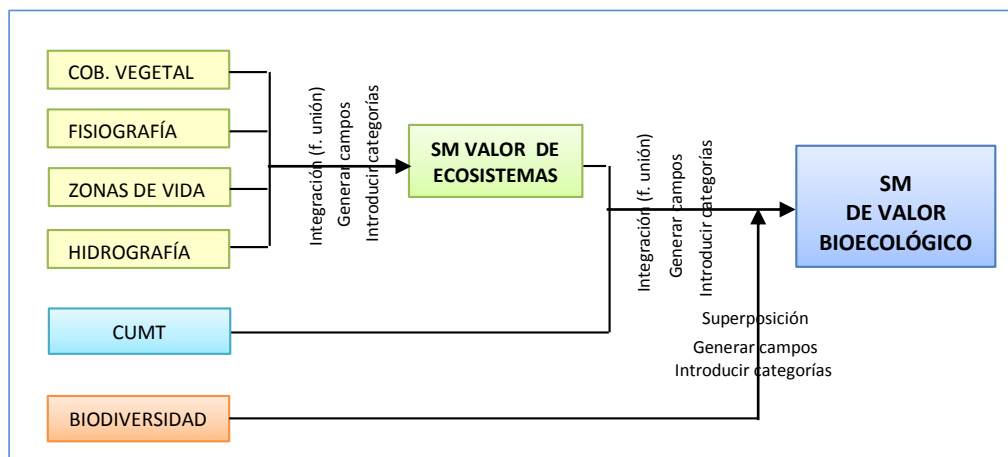 COB. VEGETAL
FISIOGRAFÍA
ZONAS DE VIDA
HIDROGRAFÍA
CUMT
BIODIVERSIDAD
Integración (f. unión)
Generar campos
Introducir categorías
SM VALOR DE
ECOSISTEMAS
Integración (f. unión)
Generar campos
Introducir categorías
Superposición
Generar campos
Introducir categorías
SM
DE VALOR
BIOECOLÓGICO